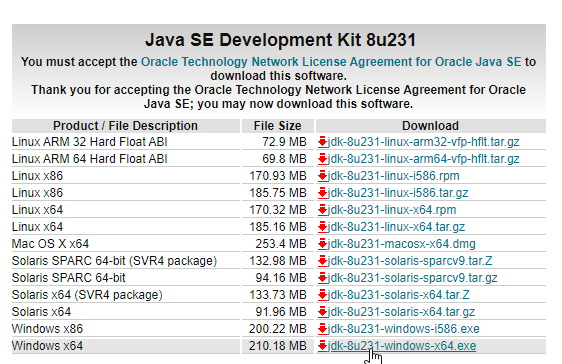 Java SE Development Kit 8u231
You must accept the Oracle Technology Network License Agreement for Oracle Java SE to
download this software.
Thank you for accepting the Oracle Technology Network License Agreement for Oracle
Java SE; you may now download this software.
Product / File Description File Size Download
Linux ARM 32 Hard Float ABI 72.9 MB jdk-8u231-linux-arm32-vfp-hflt.tar.gz
Linux ARM 64 Hard Float ABI 69.8 MB jdk-8u231-linux-arm64-vfp-hflt.tar.gz
Linux x86 170.93 MB jdk-8u231-linux-i586.rpm
Linux x86 185.75 MB jdk-8u231-linux-i586.tar.gz
Linux x64 170.32 MB jdk-8u231-linux-x64.rpm
Linux x64 185.16 MB jdk-8u231-linux-x64.tar.gz
Mac OS X x64 253.4 MB jdk-8u231-macosx-x64.dmg
Solaris SPARC 64-bit (SVR4 package) 132.98 MB jdk-8u231-solaris-sparcv9.tar.Z
Solaris SPARC 64-bit 94.16 MB jdk-8u231-solaris-sparcv9.tar.gz
Solaris x64 (SVR4 package) 133.73 MB jdk-8u231-solaris-x64.tar.Z
Solaris x64 91.96 MB jdk-8u231-solaris-x64.tar.gz
Windows x86 200.22 MB jdk-8u231-windows-i586.exe
Windows x64 210.18 MB jdk-8u231-windows-x64.exe